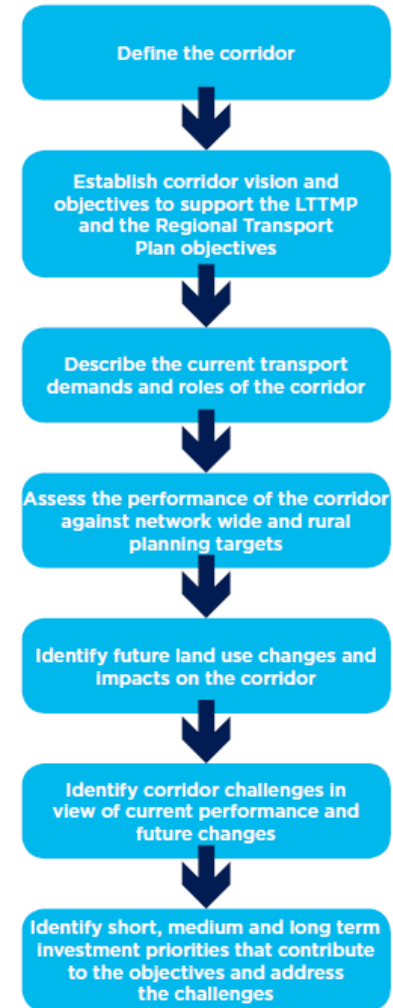 Define the corridor
Establish corridor vision and
objectives to support the LTTMP
and the Regional Transport
Plan objectives
Describe the current transport
demands and roles of the corridor
Assess the performance of the corridor
against network wide and rural
planning targets
Identify future land use changes and
impacts on the corridor
Identify corridor challenges in
view of current performance and
future changes
Identify short, medium and long term
investment priorities that contribute
to the objectives and address
the challenges